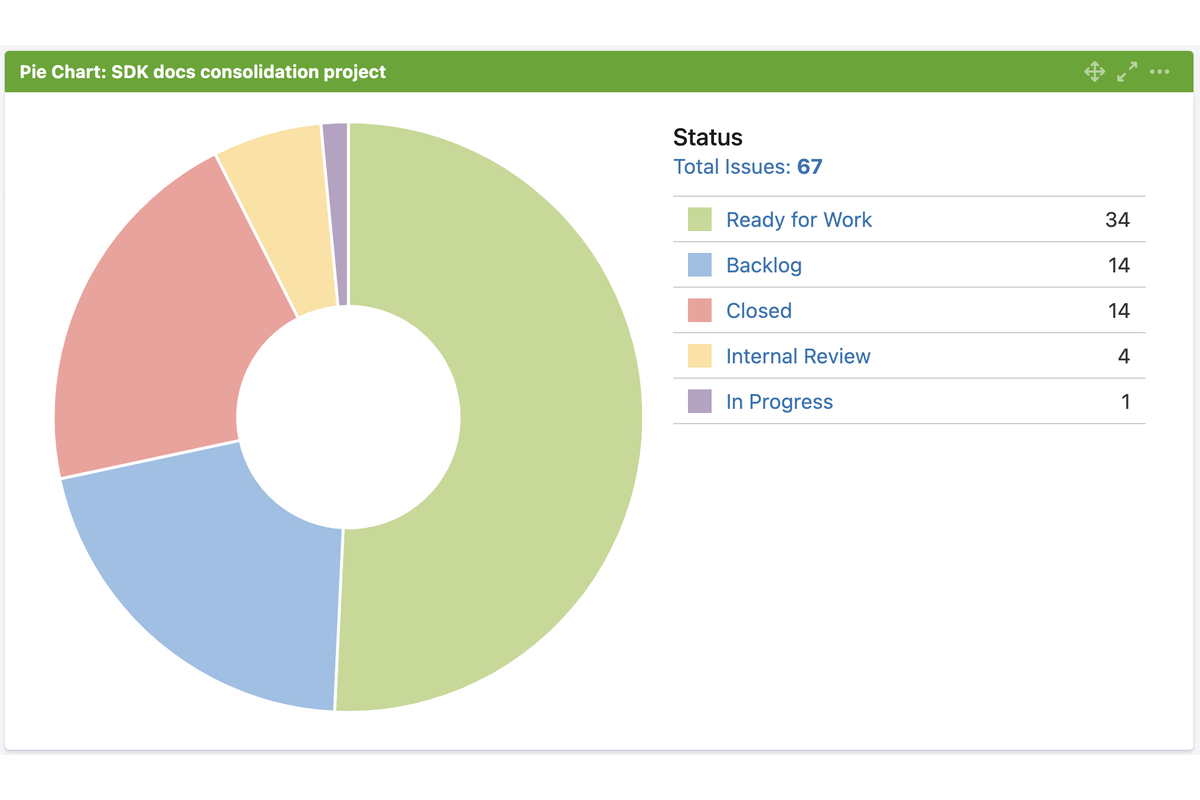 Pie Chart: SDK docs consolidation project
Status
Total Issues: 67
Ready for Work 34
Backlog 14
Closed 14
Internal Review 4
In Progress 1